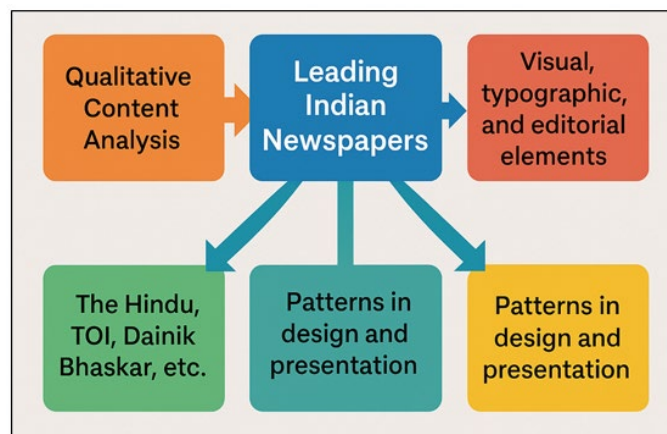 Qualitative
Content
Analysis
Leading
Indian
Newspapers
Visual,
typographic,
and editorial
elements
The Hindu,
TOI, Dainik
Bhaskar, etc.
Patterns in
design and
presentation
Patterns in
design and
presentation